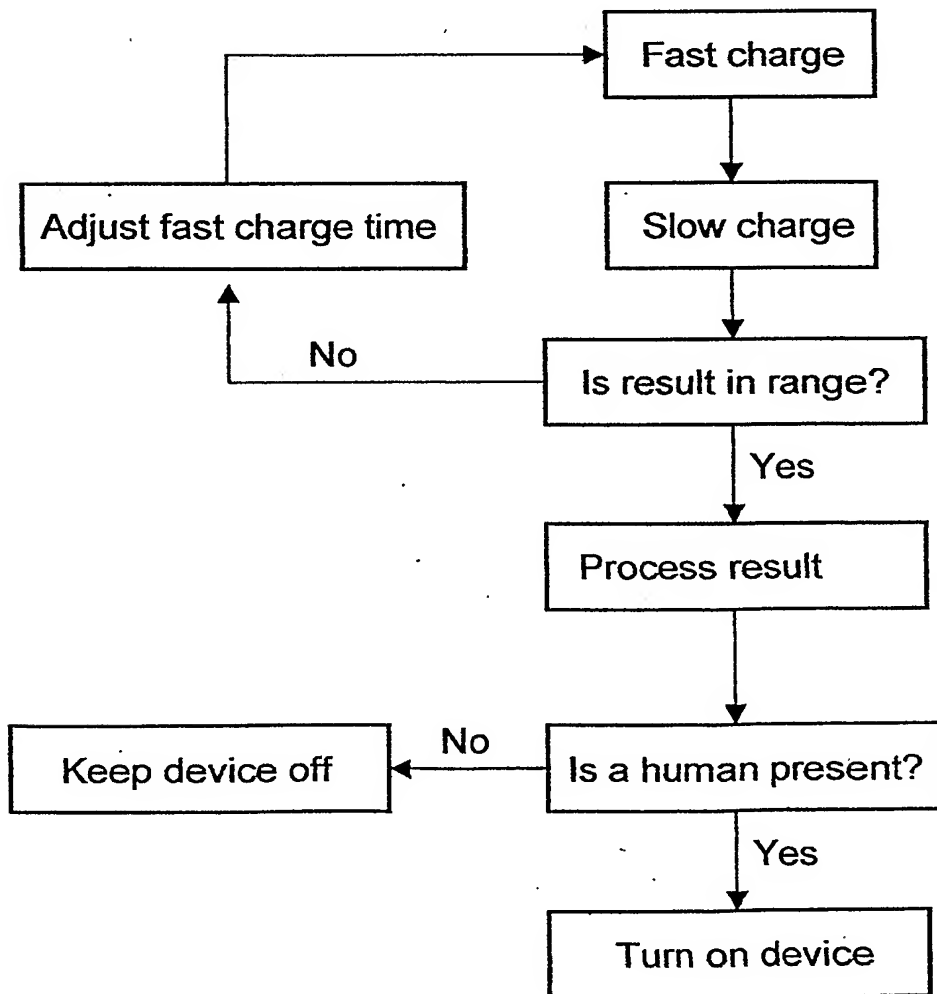 Fast charge
Adjust fast charge time
Slow charge
No
Is result in range?
Yes
Process result
Keep device off
No
Is a human present?
Yes
Turn on device